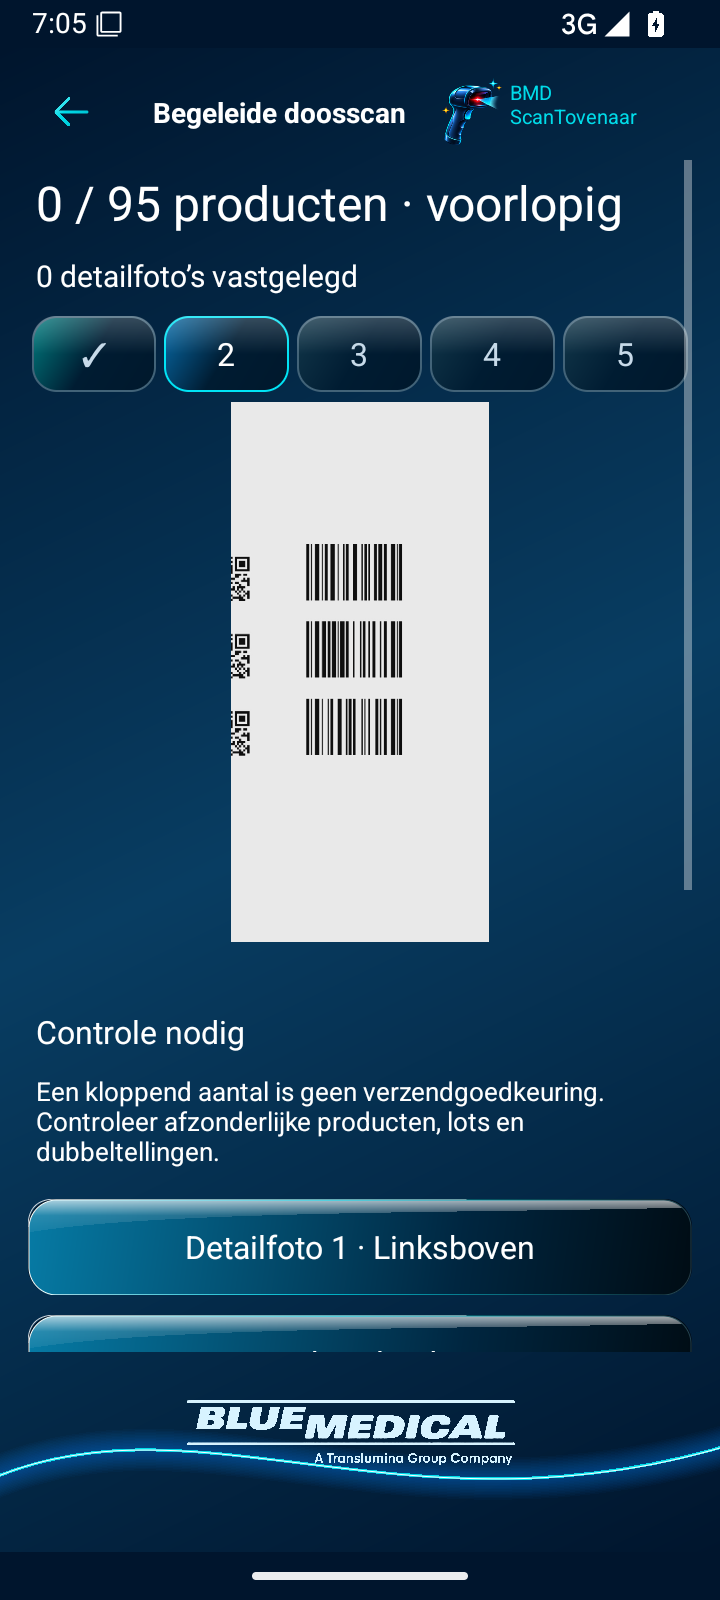 7:05
3G
Begeleide doosscan
BMD
ScanTovenaar
0 / 95 producten · voorlopig
0 detailfoto’s vastgelegd
✓ 2 3 4 5
Controle nodig
Een kloppend aantal is geen verzendgoedkeuring.
Controleer afzonderlijke producten, lots en
dubbeltellingen.
Detailfoto 1 · Linksboven
BLUEMEDICAL
A Translumina Group Company